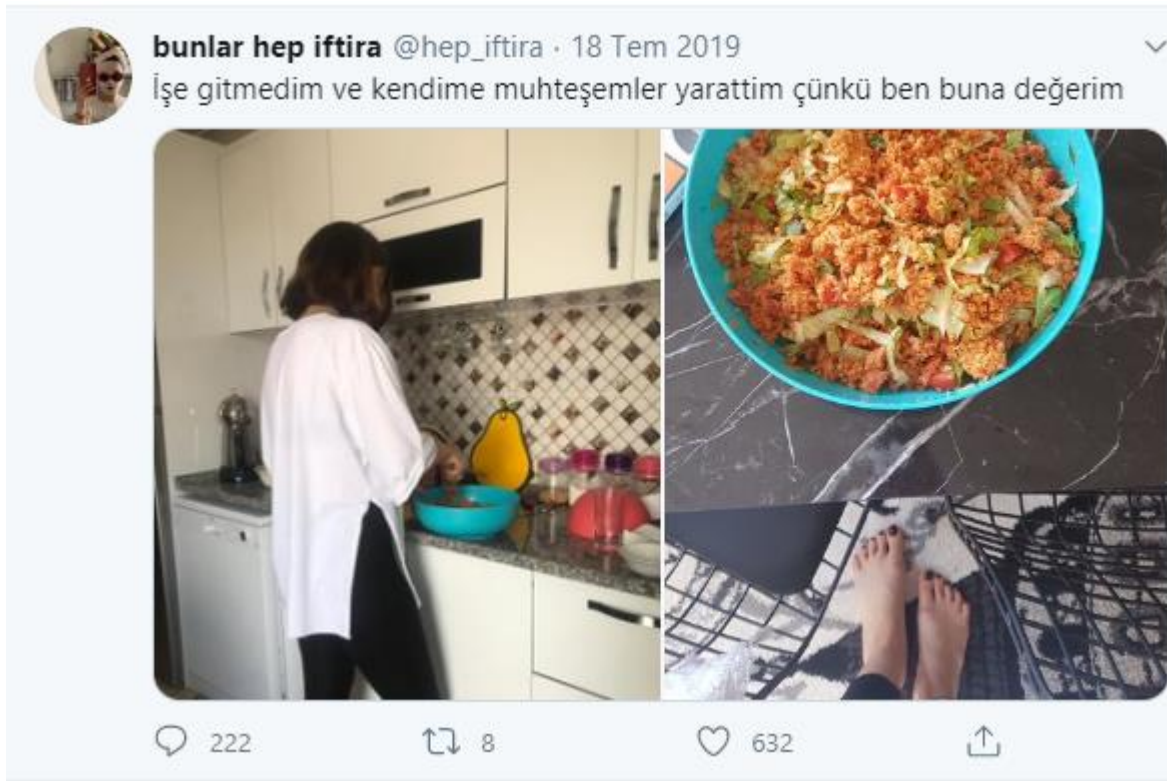 bunlar hep iftira @hep_iftira · 18 Tem 2019
İşe gitmedim ve kendime muhteşemler yarattim çünkü ben buna değerim
222 8 632